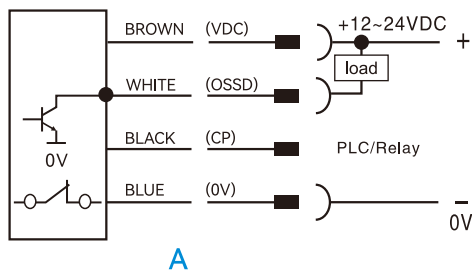 BROWN (VDC) +12~24VDC +
load
WHITE (OSSD)
BLACK (CP) PLC/Relay
0V
BLUE (0V) −
0V
A